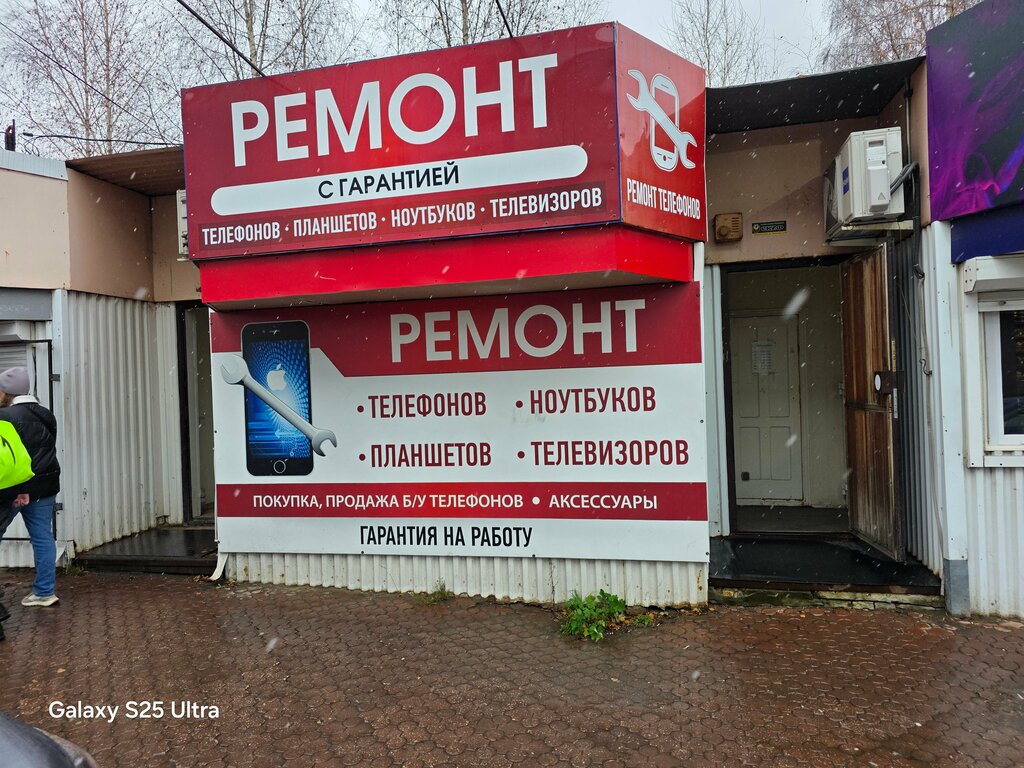 РЕМОНТ
С ГАРАНТИЕЙ
ТЕЛЕФОНОВ · ПЛАНШЕТОВ · НОУТБУКОВ · ТЕЛЕВИЗОРОВ
РЕМОНТ ТЕЛЕФОНОВ
РЕМОНТ
• ТЕЛЕФОНОВ • НОУТБУКОВ
• ПЛАНШЕТОВ • ТЕЛЕВИЗОРОВ
ПОКУПКА, ПРОДАЖА Б/У ТЕЛЕФОНОВ • АКСЕССУАРЫ
ГАРАНТИЯ НА РАБОТУ
Galaxy S25 Ultra